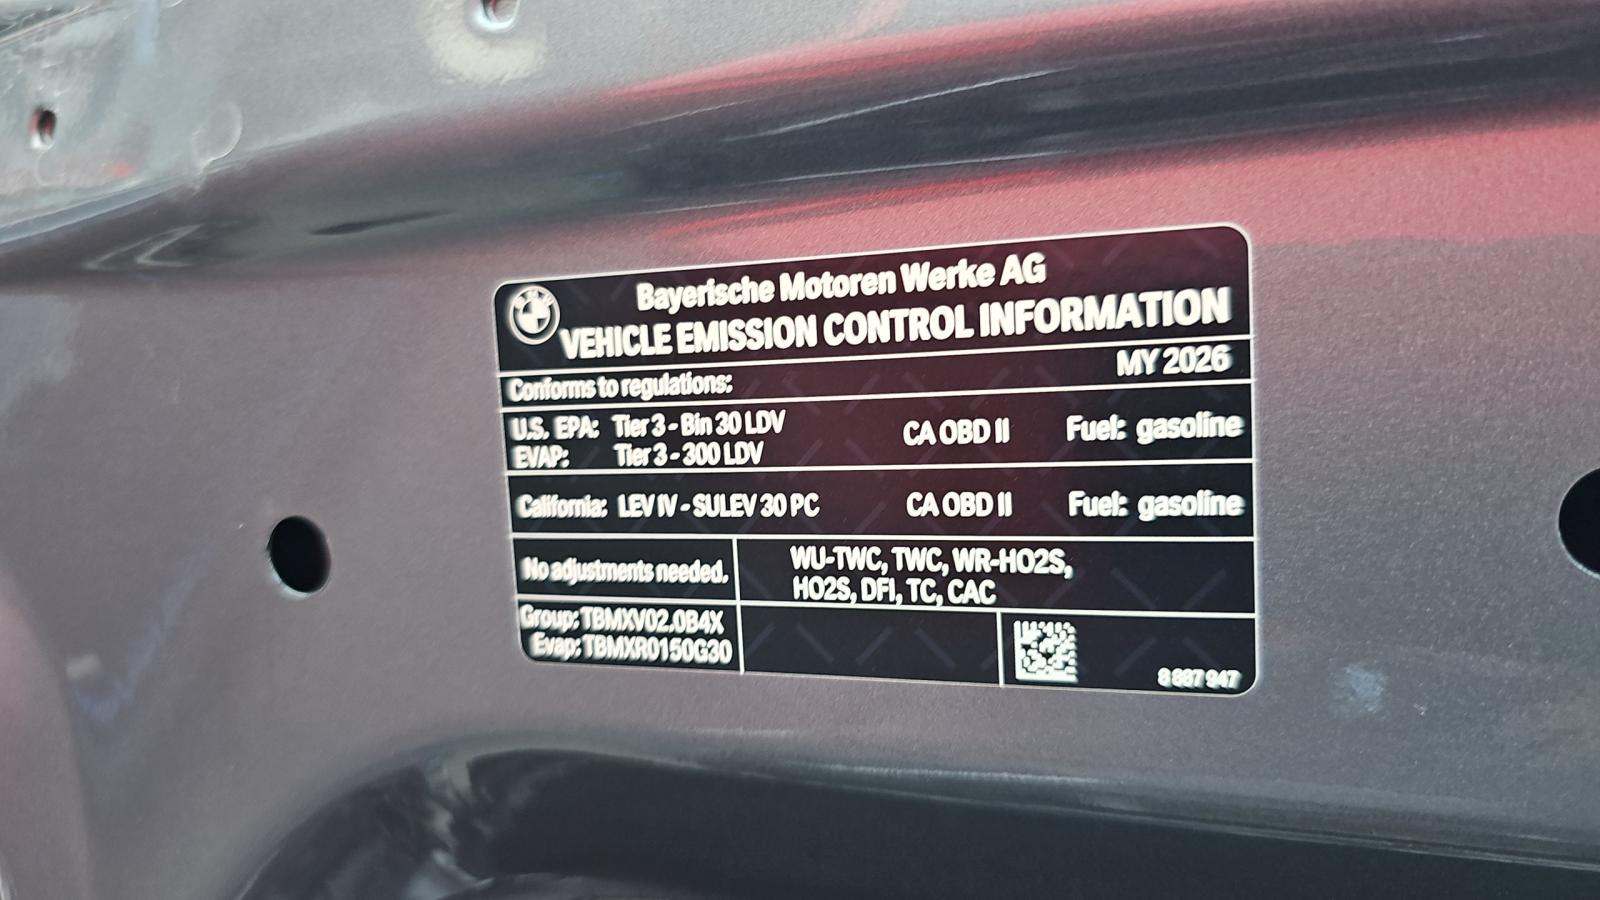 Bayerische Motoren Werke AG
VEHICLE EMISSION CONTROL INFORMATION
MY 2026
Conforms to regulations:
U.S. EPA: Tier 3 - Bin 30 LDV CA OBD II Fuel: gasoline
EVAP: Tier 3 - 300 LDV
California: LEV IV - SULEV 30 PC CA OBD II Fuel: gasoline
No adjustments needed.
WU-TWC, TWC, WR-HO2S,
HO2S, DFI, TC, CAC
Group: TBMXV02.0B4X
Evap: TBMXR0150G30
8 887 947